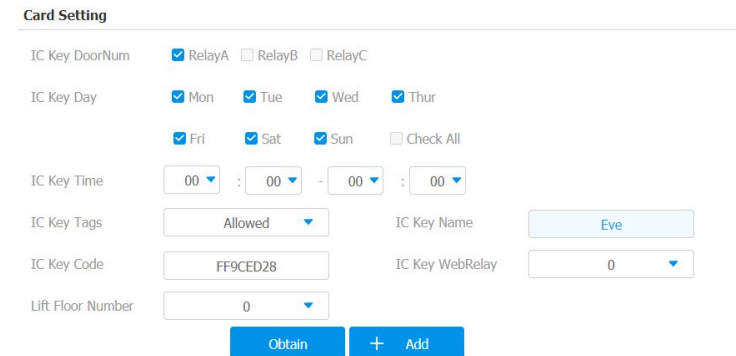 Card Setting
IC Key DoorNum RelayA RelayB RelayC
IC Key Day Mon Tue Wed Thur
Fri Sat Sun Check All
IC Key Time 00 : 00 - 00 : 00
IC Key Tags Allowed IC Key Name Eve
IC Key Code FF9CED28 IC Key WebRelay 0
Lift Floor Number 0
Obtain + Add